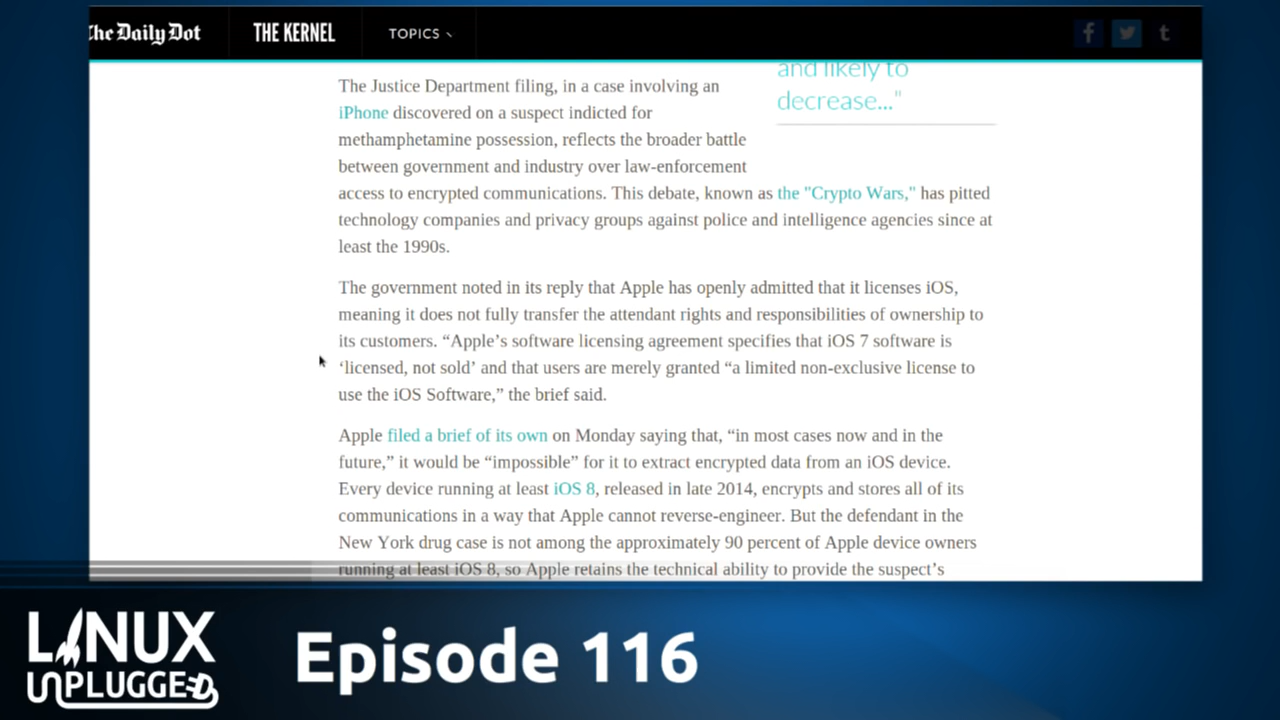 The Daily Dot
THE KERNEL
TOPICS
f
t
and likely to
decrease..."
The Justice Department filing, in a case involving an
iPhone discovered on a suspect indicted for
methamphetamine possession, reflects the broader battle
between government and industry over law-enforcement
access to encrypted communications. This debate, known as the "Crypto Wars," has pitted
technology companies and privacy groups against police and intelligence agencies since at
least the 1990s.
The government noted in its reply that Apple has openly admitted that it licenses iOS,
meaning it does not fully transfer the attendant rights and responsibilities of ownership to
its customers. “Apple’s software licensing agreement specifies that iOS 7 software is
‘licensed, not sold’ and that users are merely granted “a limited non-exclusive license to
use the iOS Software,” the brief said.
Apple filed a brief of its own on Monday saying that, “in most cases now and in the
future,” it would be “impossible” for it to extract encrypted data from an iOS device.
Every device running at least iOS 8, released in late 2014, encrypts and stores all of its
communications in a way that Apple cannot reverse-engineer. But the defendant in the
New York drug case is not among the approximately 90 percent of Apple device owners
running at least iOS 8, so Apple retains the technical ability to provide the suspect’s
LINUX
UNPLUGGED
Episode 116